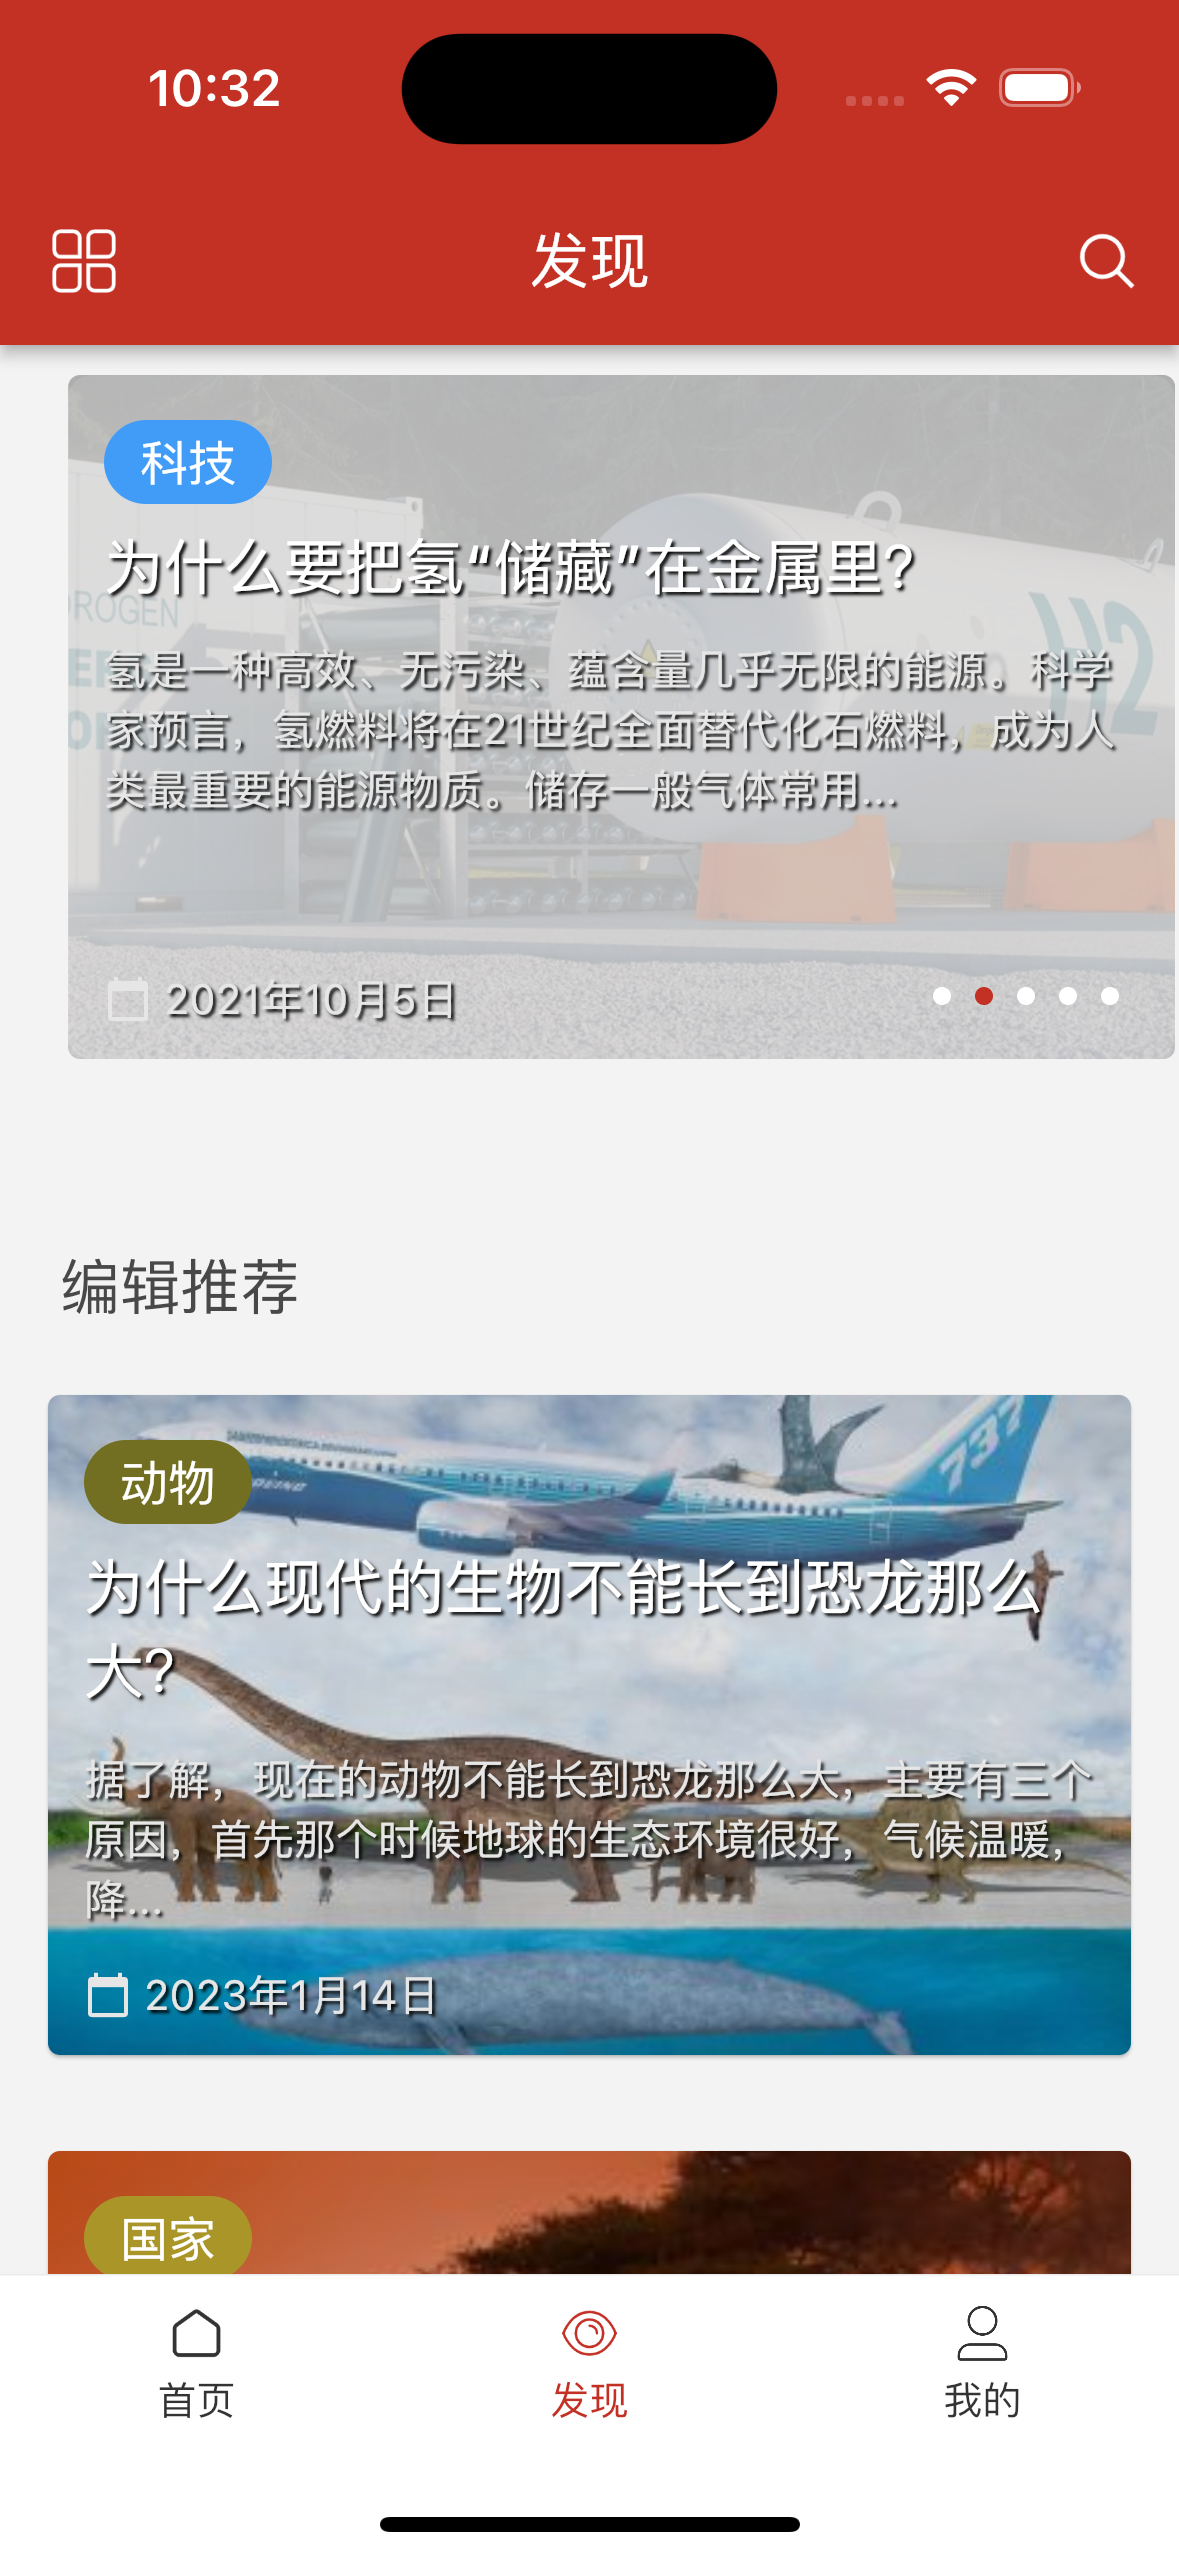 10:32
发现
科技
为什么要把氢“储藏”在金属里?
ROGEN
H2
氢是一种高效、无污染、蕴含量几乎无限的能源。科学
家预言，氢燃料将在21世纪全面替代化石燃料，成为人
类最重要的能源物质。储存一般气体常用...
2021年10月5日
编辑推荐
动物
737
BOEING
为什么现代的生物不能长到恐龙那么
大?
据了解，现在的动物不能长到恐龙那么大，主要有三个
原因，首先那个时候地球的生态环境很好，气候温暖，
降...
2023年1月14日
国家
首页
发现
我的